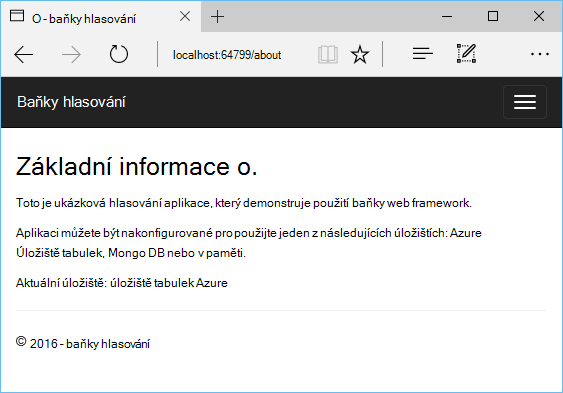 O - baňky hlasování
localhost:64799/about
Baňky hlasování
Základní informace o.
Toto je ukázková hlasování aplikace, který demonstruje použití baňky web framework.
Aplikaci můžete být nakonfigurované pro použijte jeden z následujících úložištích: Azure
Úložiště tabulek, Mongo DB nebo v paměti.
Aktuální úložiště: úložiště tabulek Azure
© 2016 - baňky hlasování